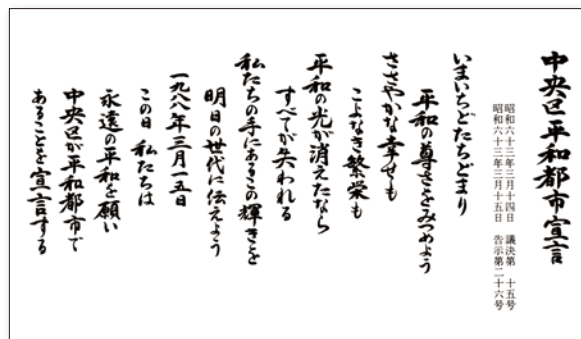 中央区平和都市宣言
昭和六十三年三月十四日 議決第 十五号
昭和六十三年三月十五日 告示第二十六号
いまいちどたちどまり
平和の尊さをみつめよう
ささやかな幸せも
こよなき繁栄も
平和の光が消えたなら
すべてが失われる
私たちの手にあるこの輝きを
明日の世代に伝えよう
一九八八年三月一五日
この日 私たちは
永遠の平和を願い
中央区が平和都市で
あることを宣言する